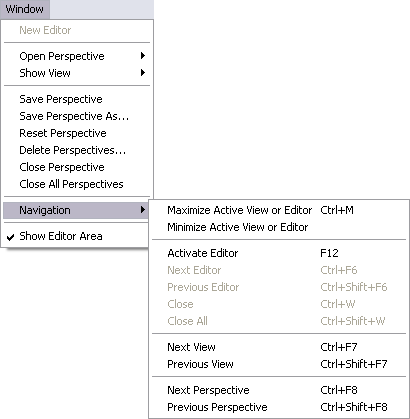 Window
New Editor
Open Perspective
Show View
Save Perspective
Save Perspective As...
Reset Perspective
Delete Perspectives...
Close Perspective
Close All Perspectives
Navigation
Show Editor Area
Maximize Active View or Editor Ctrl+M
Minimize Active View or Editor
Activate Editor F12
Next Editor Ctrl+F6
Previous Editor Ctrl+Shift+F6
Close Ctrl+W
Close All Ctrl+Shift+W
Next View Ctrl+F7
Previous View Ctrl+Shift+F7
Next Perspective Ctrl+F8
Previous Perspective Ctrl+Shift+F8